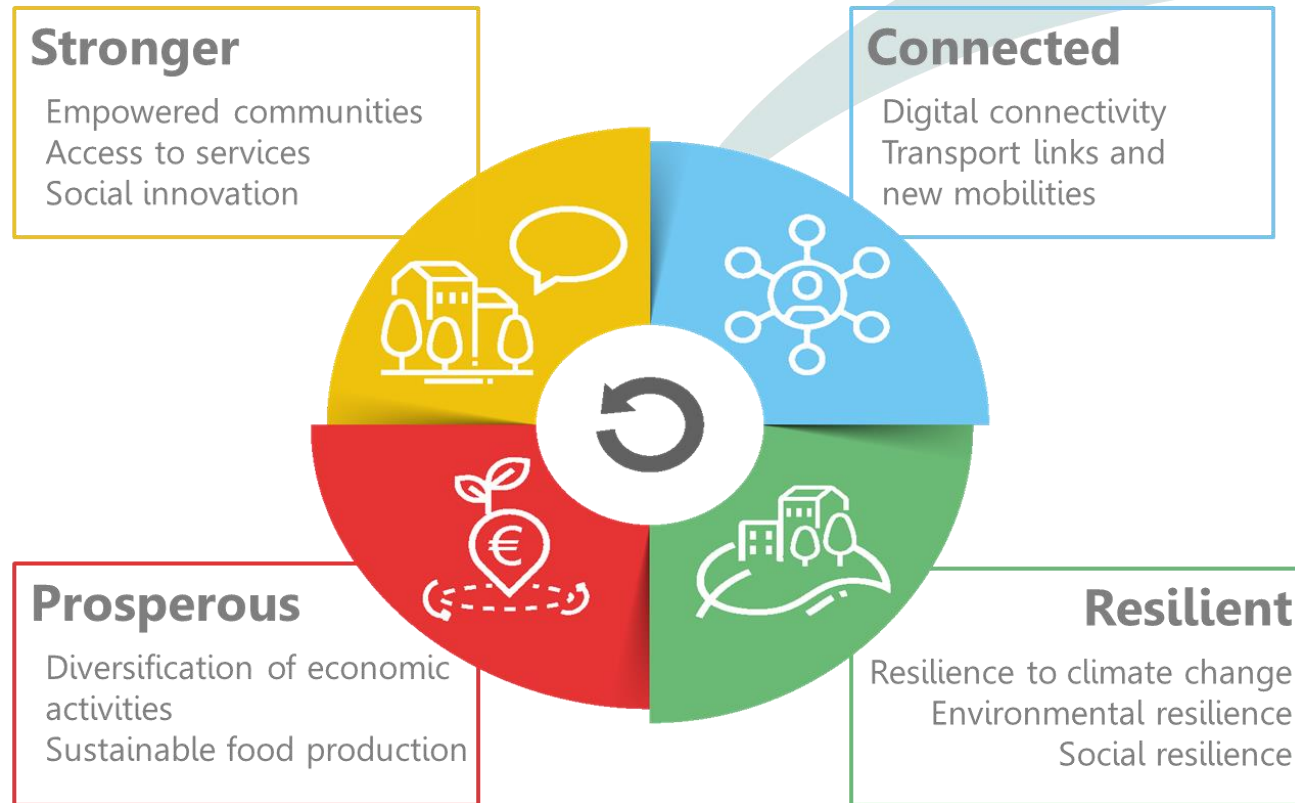 Stronger
Empowered communities
Access to services
Social innovation
Connected
Digital connectivity
Transport links and
new mobilities
€
Prosperous
Diversification of economic
activities
Sustainable food production
Resilient
Resilience to climate change
Environmental resilience
Social resilience